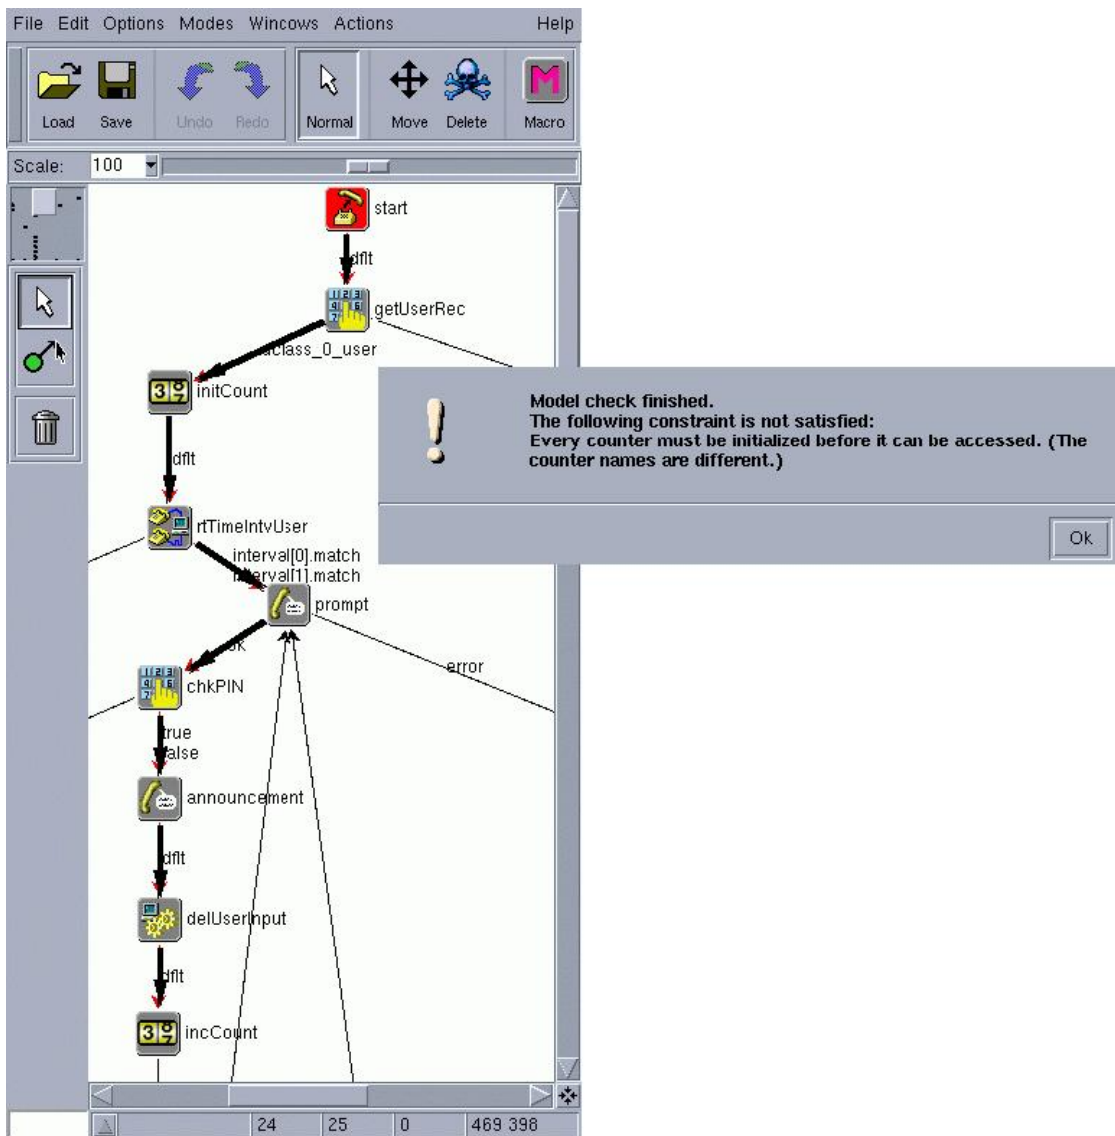 File Edit Options Modes Wincows Actions Help
Load Save Undo Redo Normal Move Delete Macro
Scale: 100
start
dflt
getUserRec
class_0_user
initCount
dflt
Model check finished.
The following constraint is not satisfied:
Every counter must be initialized before it can be accessed. (The
counter names are different.)
Ok
rtTimeIntvUser
interval[0].match
interval[1].match
prompt
ok
error
chkPIN
true
false
announcement
dflt
delUserInput
dflt
incCount
24 25 0 469 398